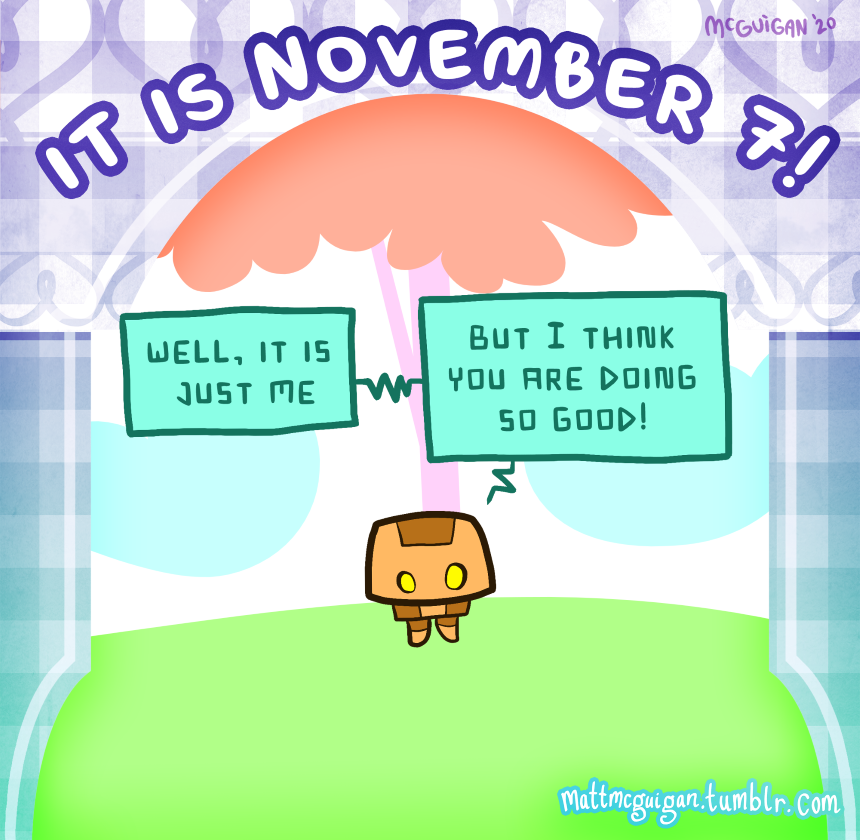 McGUiGAN '20
IT IS NOVEMBER 7!
WELL, IT IS
JUST ME
BUT I THINK
YOU ARE DOING
SO GOOD!
mattmcguigan.tumblr.com